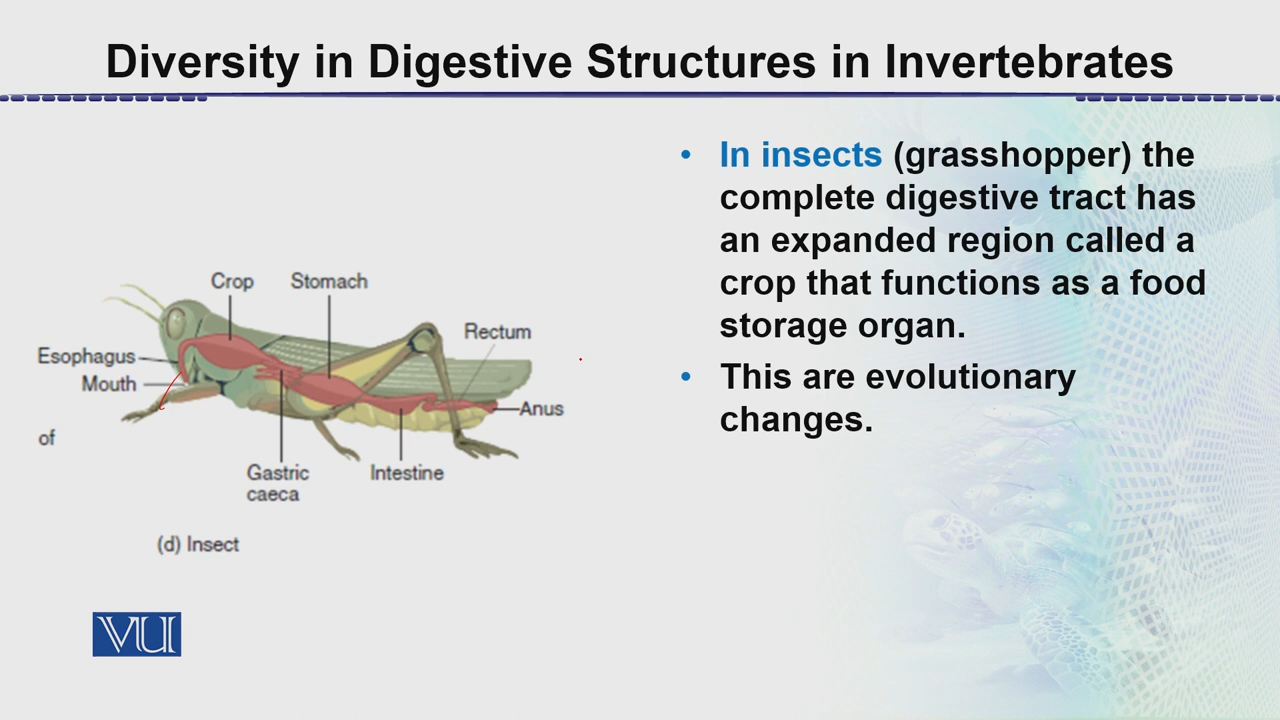 Diversity in Digestive Structures in Invertebrates
Crop
Stomach
Rectum
Esophagus
Mouth
Anus
of
Gastric
caeca
Intestine
(d) Insect
VU
• In insects (grasshopper) the
complete digestive tract has
an expanded region called a
crop that functions as a food
storage organ.
• This are evolutionary
changes.